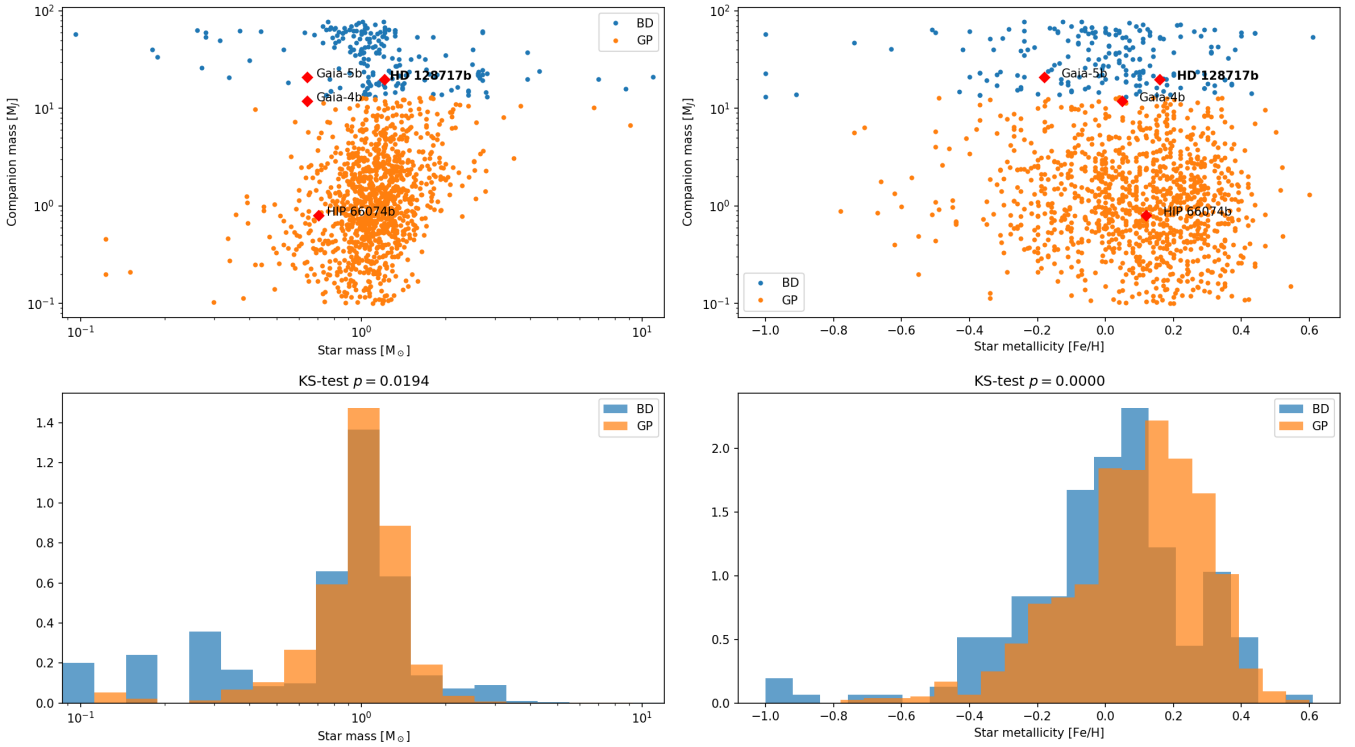 10²
10¹
10⁰
10⁻¹
Companion mass [M_J]
BD
GP
Gaia-5b
HD 128717b
Gaia-4b
HIP 66074b
10⁻¹
10⁰
10¹
Star mass [M_⊙]
10²
10¹
10⁰
10⁻¹
Companion mass [M_J]
Gaia-5b
HD 128717b
Gaia-4b
HIP 66074b
BD
GP
−1.0 −0.8 −0.6 −0.4 −0.2 0.0 0.2 0.4 0.6
Star metallicity [Fe/H]
KS-test p = 0.0194
BD
GP
1.4
1.2
1.0
0.8
0.6
0.4
0.2
0.0
10⁻¹
10⁰
10¹
Star mass [M_⊙]
KS-test p = 0.0000
BD
GP
2.0
1.5
1.0
0.5
0.0
−1.0 −0.8 −0.6 −0.4 −0.2 0.0 0.2 0.4 0.6
Star metallicity [Fe/H]